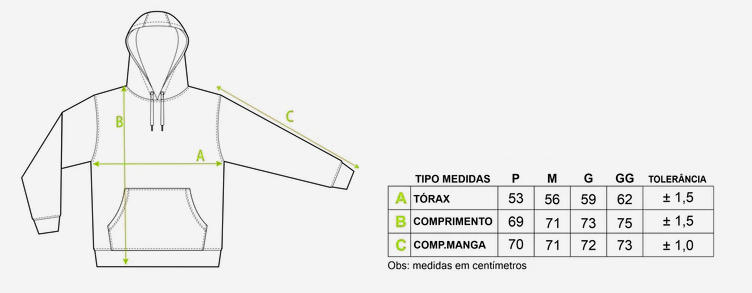 B
A
C
TIPO MEDIDAS P M G GG TOLERÂNCIA
A TÓRAX 53 56 59 62 ± 1,5
B COMPRIMENTO 69 71 73 75 ± 1,5
C COMP.MANGA 70 71 72 73 ± 1,0
Obs: medidas em centímetros